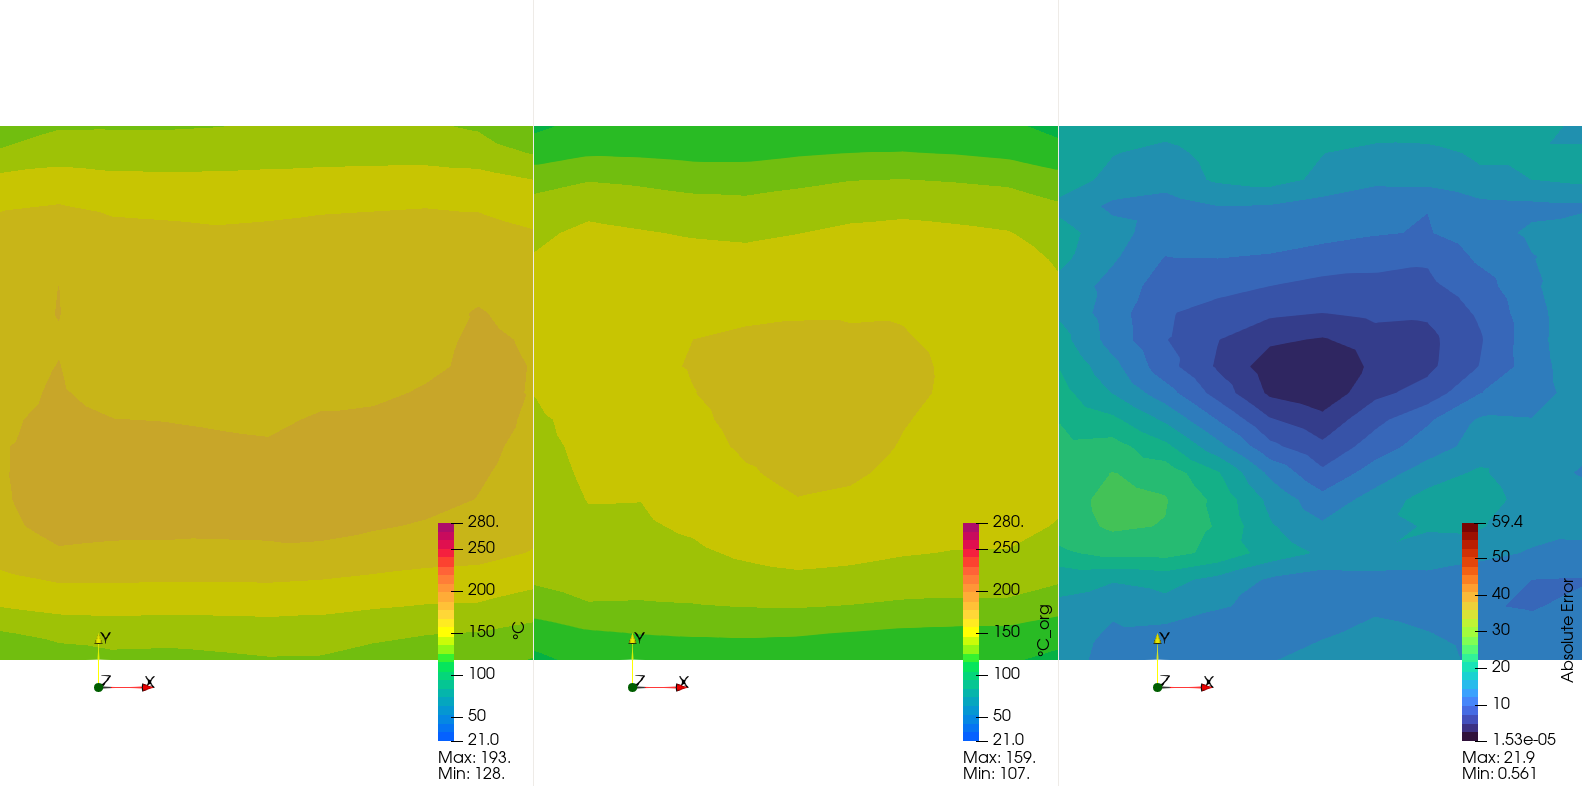 280.
250
200
150
100
50
21.0
°C
Max: 193.
Min: 128.
Y
Z
X
280.
250
200
150
100
50
21.0
°C_org
Max: 159.
Min: 107.
Y
Z
X
59.4
50
40
30
20
10
1.53e-05
Absolute Error
Max: 21.9
Min: 0.561
Y
Z
X